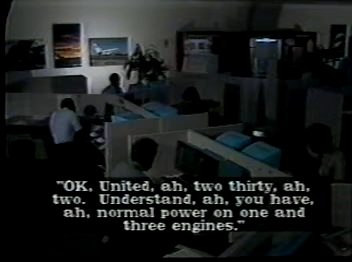 "OK, United, ah, two thirty, ah,
two. Understand, ah, you have,
ah, normal power on one and
three engines."